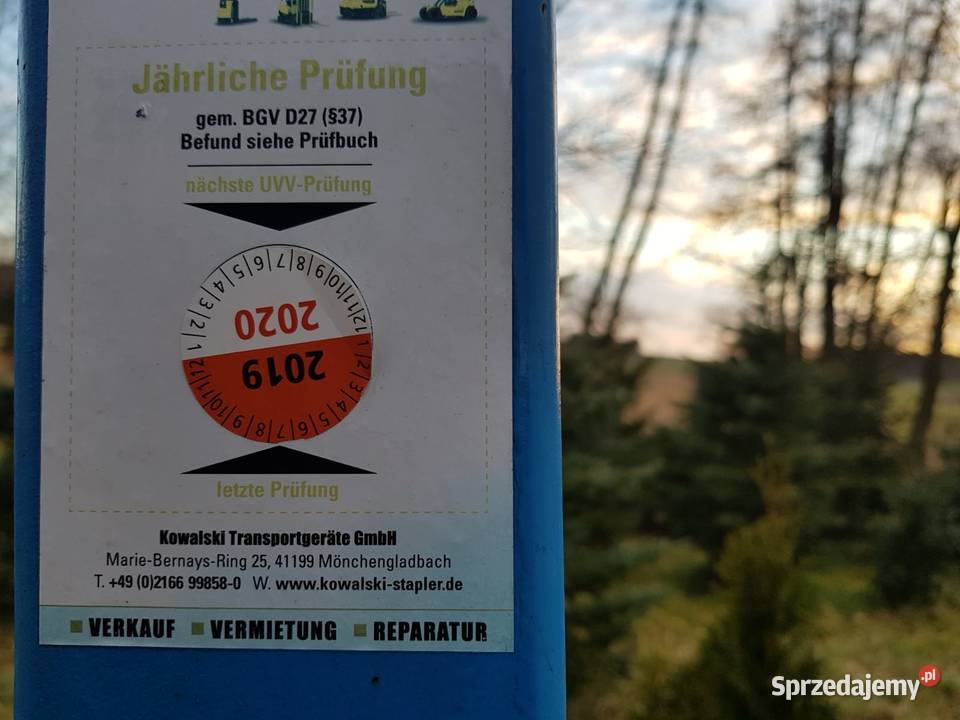 Jährliche Prüfung
gem. BGV D27 (§37)
Befund siehe Prüfbuch
nächste UVV-Prüfung
1/2/3/4/5/6/7/8/9/10/11/12
2020
2019
1/2/3/4/5/6/7/8/9/10/11/12
letzte Prüfung
Kowalski Transportgeräte GmbH
Marie-Bernays-Ring 25, 41199 Mönchengladbach
T. +49 (0)2166 99858-0 W. www.kowalski-stapler.de
VERKAUF VERMIETUNG REPARATUR
Sprzedajemy.pl